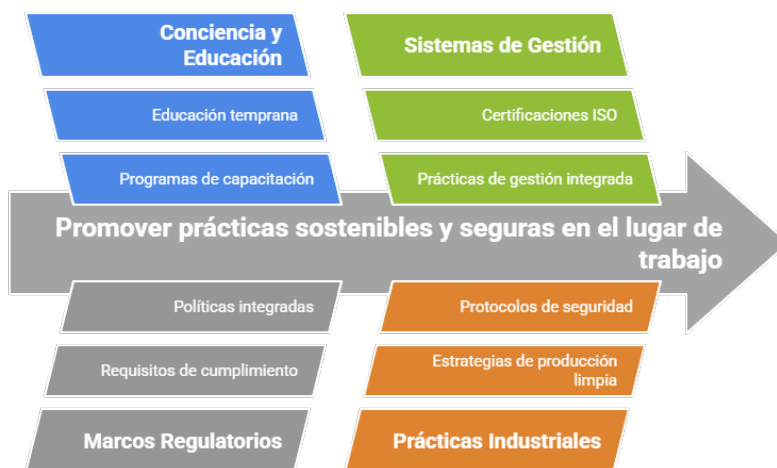 Conciencia y
Educación
Sistemas de Gestión
Educación temprana
Certificaciones ISO
Programas de capacitación
Prácticas de gestión integrada
Promover prácticas sostenibles y seguras en el lugar de
trabajo
Políticas integradas
Protocolos de seguridad
Requisitos de cumplimiento
Estrategias de producción
limpia
Marcos Regulatorios
Prácticas Industriales